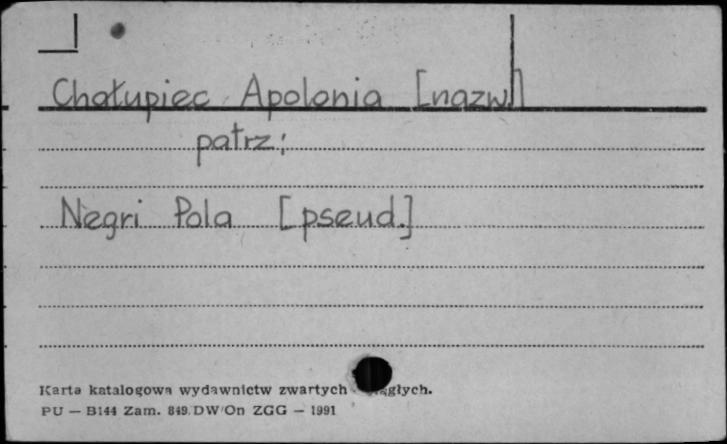 Chałupiec Apolonia [nazw.]
patrz:
Negri Pola [pseud.]
Karta katalogowa wydawnictw zwartych
PU — B144 Zam. 849. DW/On ZGG — 1991